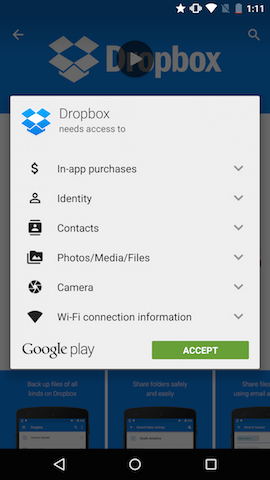 1:11
Dropbox
Dropbox
needs access to
In-app purchases
Identity
Contacts
Photos/Media/Files
Camera
Wi-Fi connection information
Google play
ACCEPT
Back up files of all
kinds on Dropbox
Share folders safely
and easily
Share files
using email o